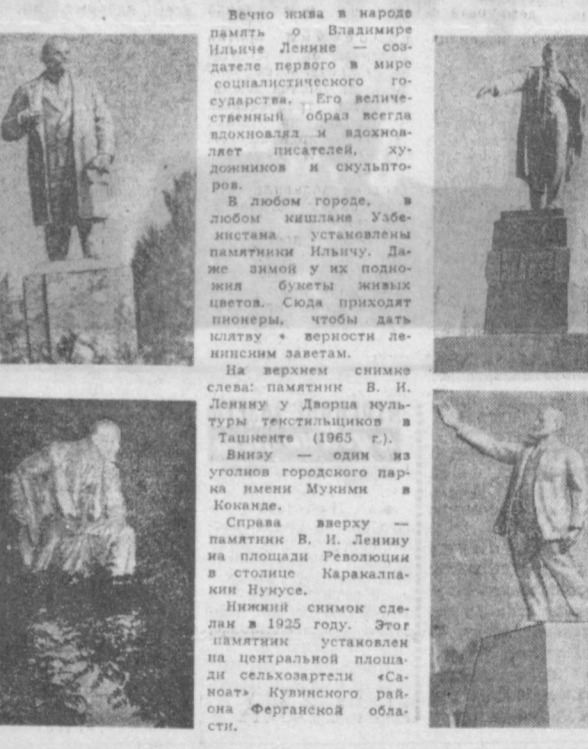 Вечно жива в народе
память о Владимире
Ильиче Ленине — соз-
дателе первого в мире
социалистического го-
сударства. Его величе-
ственный образ всегда
вдохновлял и вдохнов-
ляет писателей, ху-
дожников и скульпто-
ров.
В любом городе, в
любом кишлаке Узбе-
кистана установлены
памятники Ильичу. Да-
же зимой у их подно-
жия букеты живых
цветов. Сюда приходят
пионеры, чтобы дать
клятву верности ле-
нинским заветам.
На верхнем снимке
слева: памятник В. И.
Ленину у Дворца куль-
туры текстильщиков в
Ташкенте (1965 г.).
Внизу — один из
уголков городского пар-
ка имени Мукими в
Коканде.
Справа вверху —
памятник В. И. Ленину
на площади Революции
в столице Каракалпа-
кии Нукусе.
Нижний снимок сде-
лан в 1925 году. Этот
памятник установлен
на центральной площа-
ди сельхозартели «Са-
ноат» Кувинского рай-
она Ферганской обла-
сти.